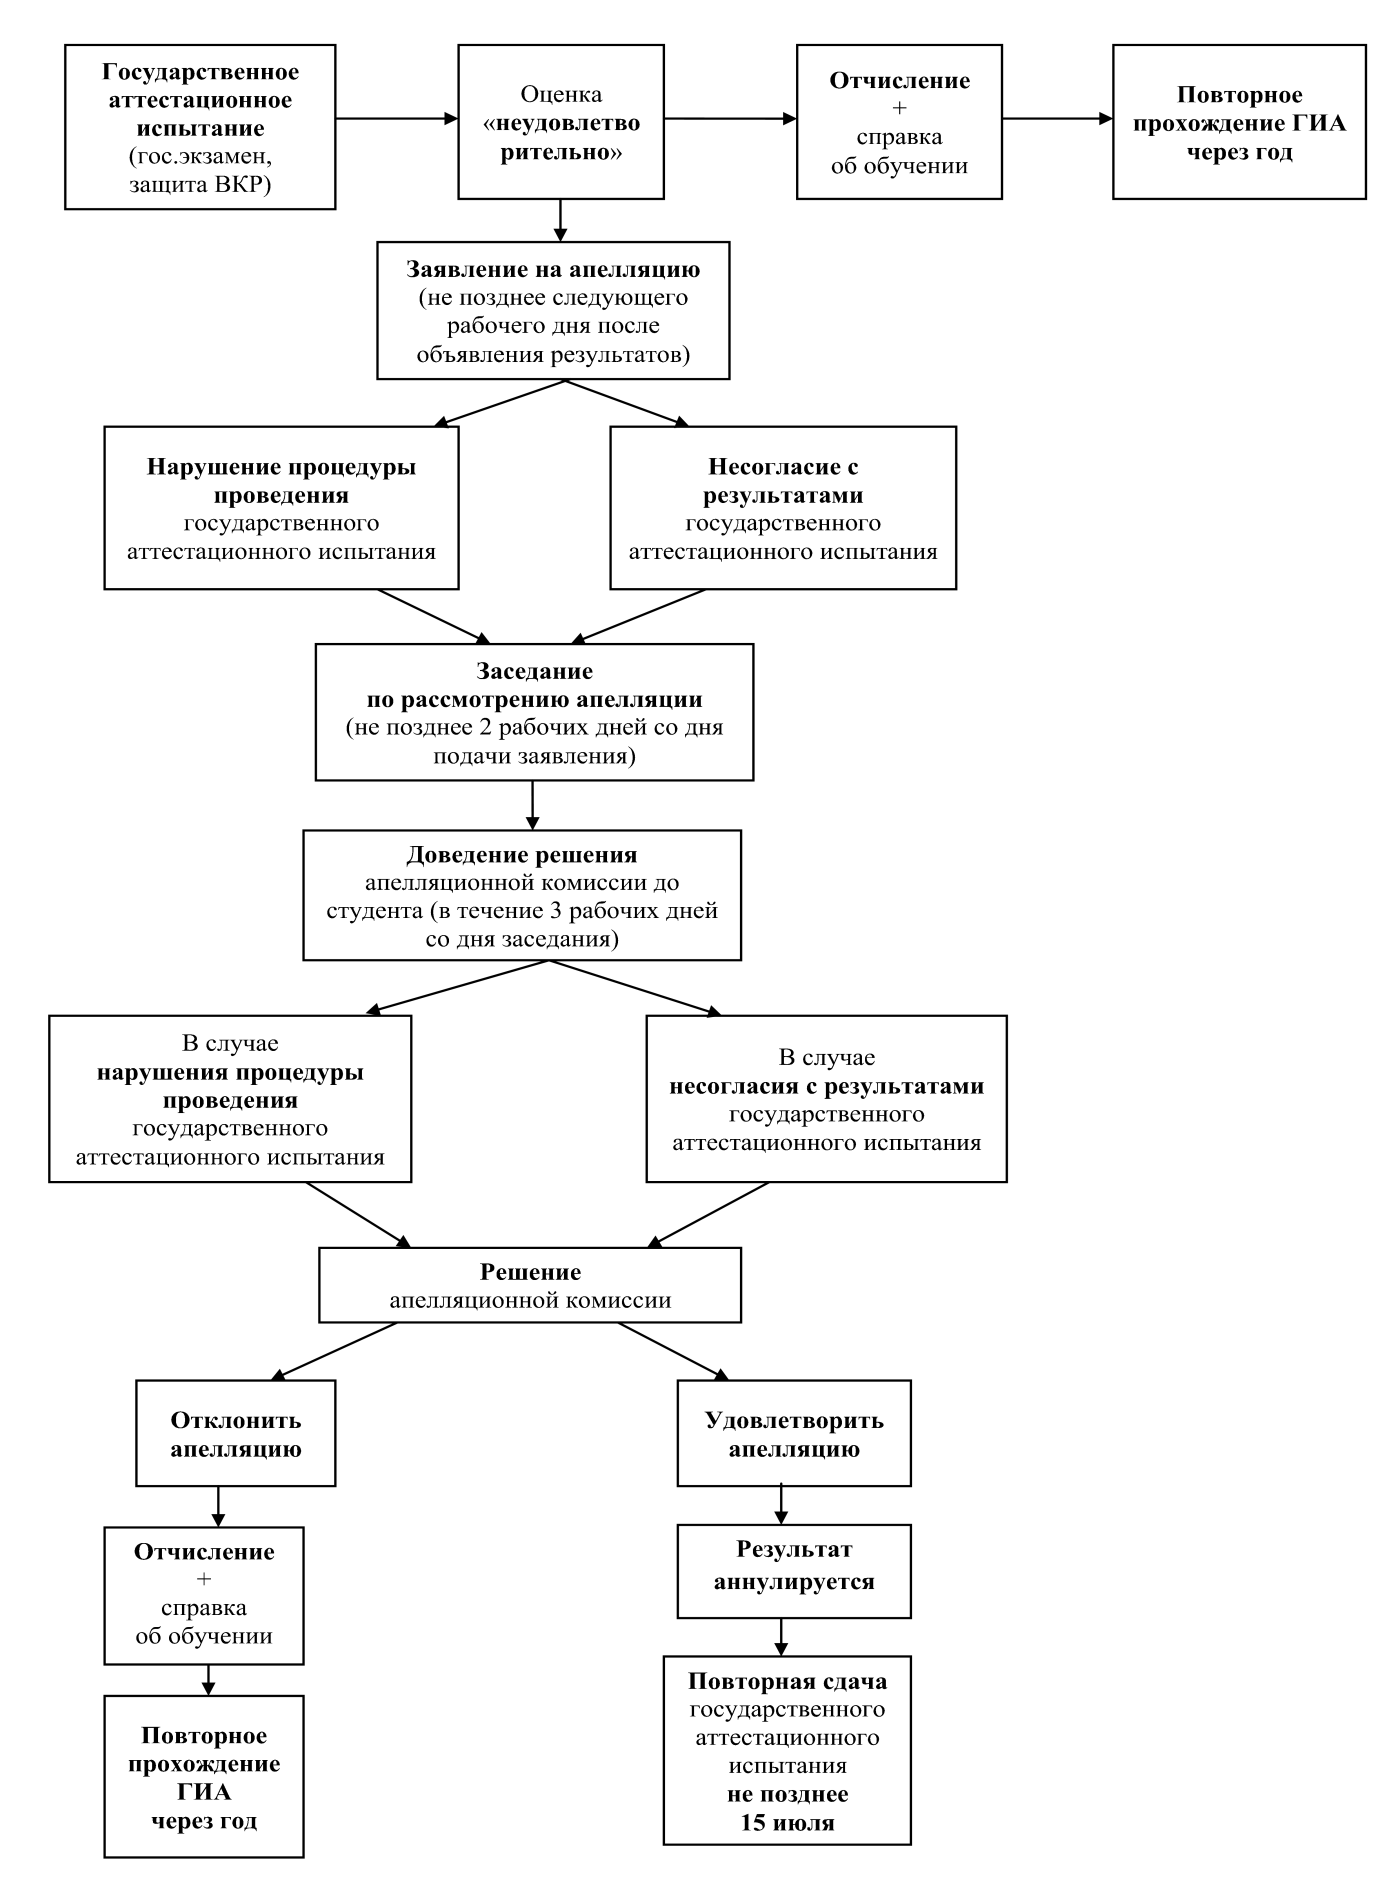 Государственное
аттестационное
испытание
(гос.экзамен,
защита ВКР)
Оценка
«неудовлетво
рительно»
Отчисление
+
справка
об обучении
Повторное
прохождение ГИА
через год
Заявление на апелляцию
(не позднее следующего
рабочего дня после
объявления результатов)
Нарушение процедуры
проведения
государственного
аттестационного испытания
Несогласие с
результатами
государственного
аттестационного испытания
Заседание
по рассмотрению апелляции
(не позднее 2 рабочих дней со дня
подачи заявления)
Доведение решения
апелляционной комиссии до
студента (в течение 3 рабочих дней
со дня заседания)
В случае
нарушения процедуры
проведения
государственного
аттестационного испытания
В случае
несогласия с результатами
государственного
аттестационного испытания
Решение
апелляционной комиссии
Отклонить
апелляцию
Удовлетворить
апелляцию
Отчисление
+
справка
об обучении
Результат
аннулируется
Повторное
прохождение
ГИА
через год
Повторная сдача
государственного
аттестационного
испытания
не позднее
15 июля